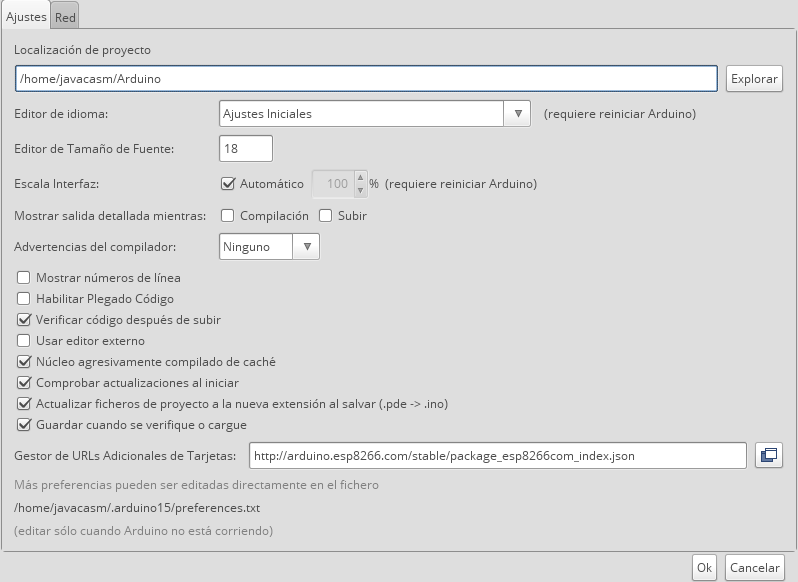 Ajustes Red
Localización de proyecto
/home/javacasm/Arduino Explorar
Editor de idioma: Ajustes Iniciales (requiere reiniciar Arduino)
Editor de Tamaño de Fuente: 18
Escala Interfaz: Automático 100 % (requiere reiniciar Arduino)
Mostrar salida detallada mientras: Compilación Subir
Advertencias del compilador: Ninguno
Mostrar números de línea
Habilitar Plegado Código
Verificar código después de subir
Usar editor externo
Núcleo agresivamente compilado de caché
Comprobar actualizaciones al iniciar
Actualizar ficheros de proyecto a la nueva extensión al salvar (.pde -> .ino)
Guardar cuando se verifique o cargue
Gestor de URLs Adicionales de Tarjetas: http://arduino.esp8266.com/stable/package_esp8266com_index.json
Más preferencias pueden ser editadas directamente en el fichero
/home/javacasm/.arduino15/preferences.txt
(editar sólo cuando Arduino no está corriendo)
Ok Cancelar